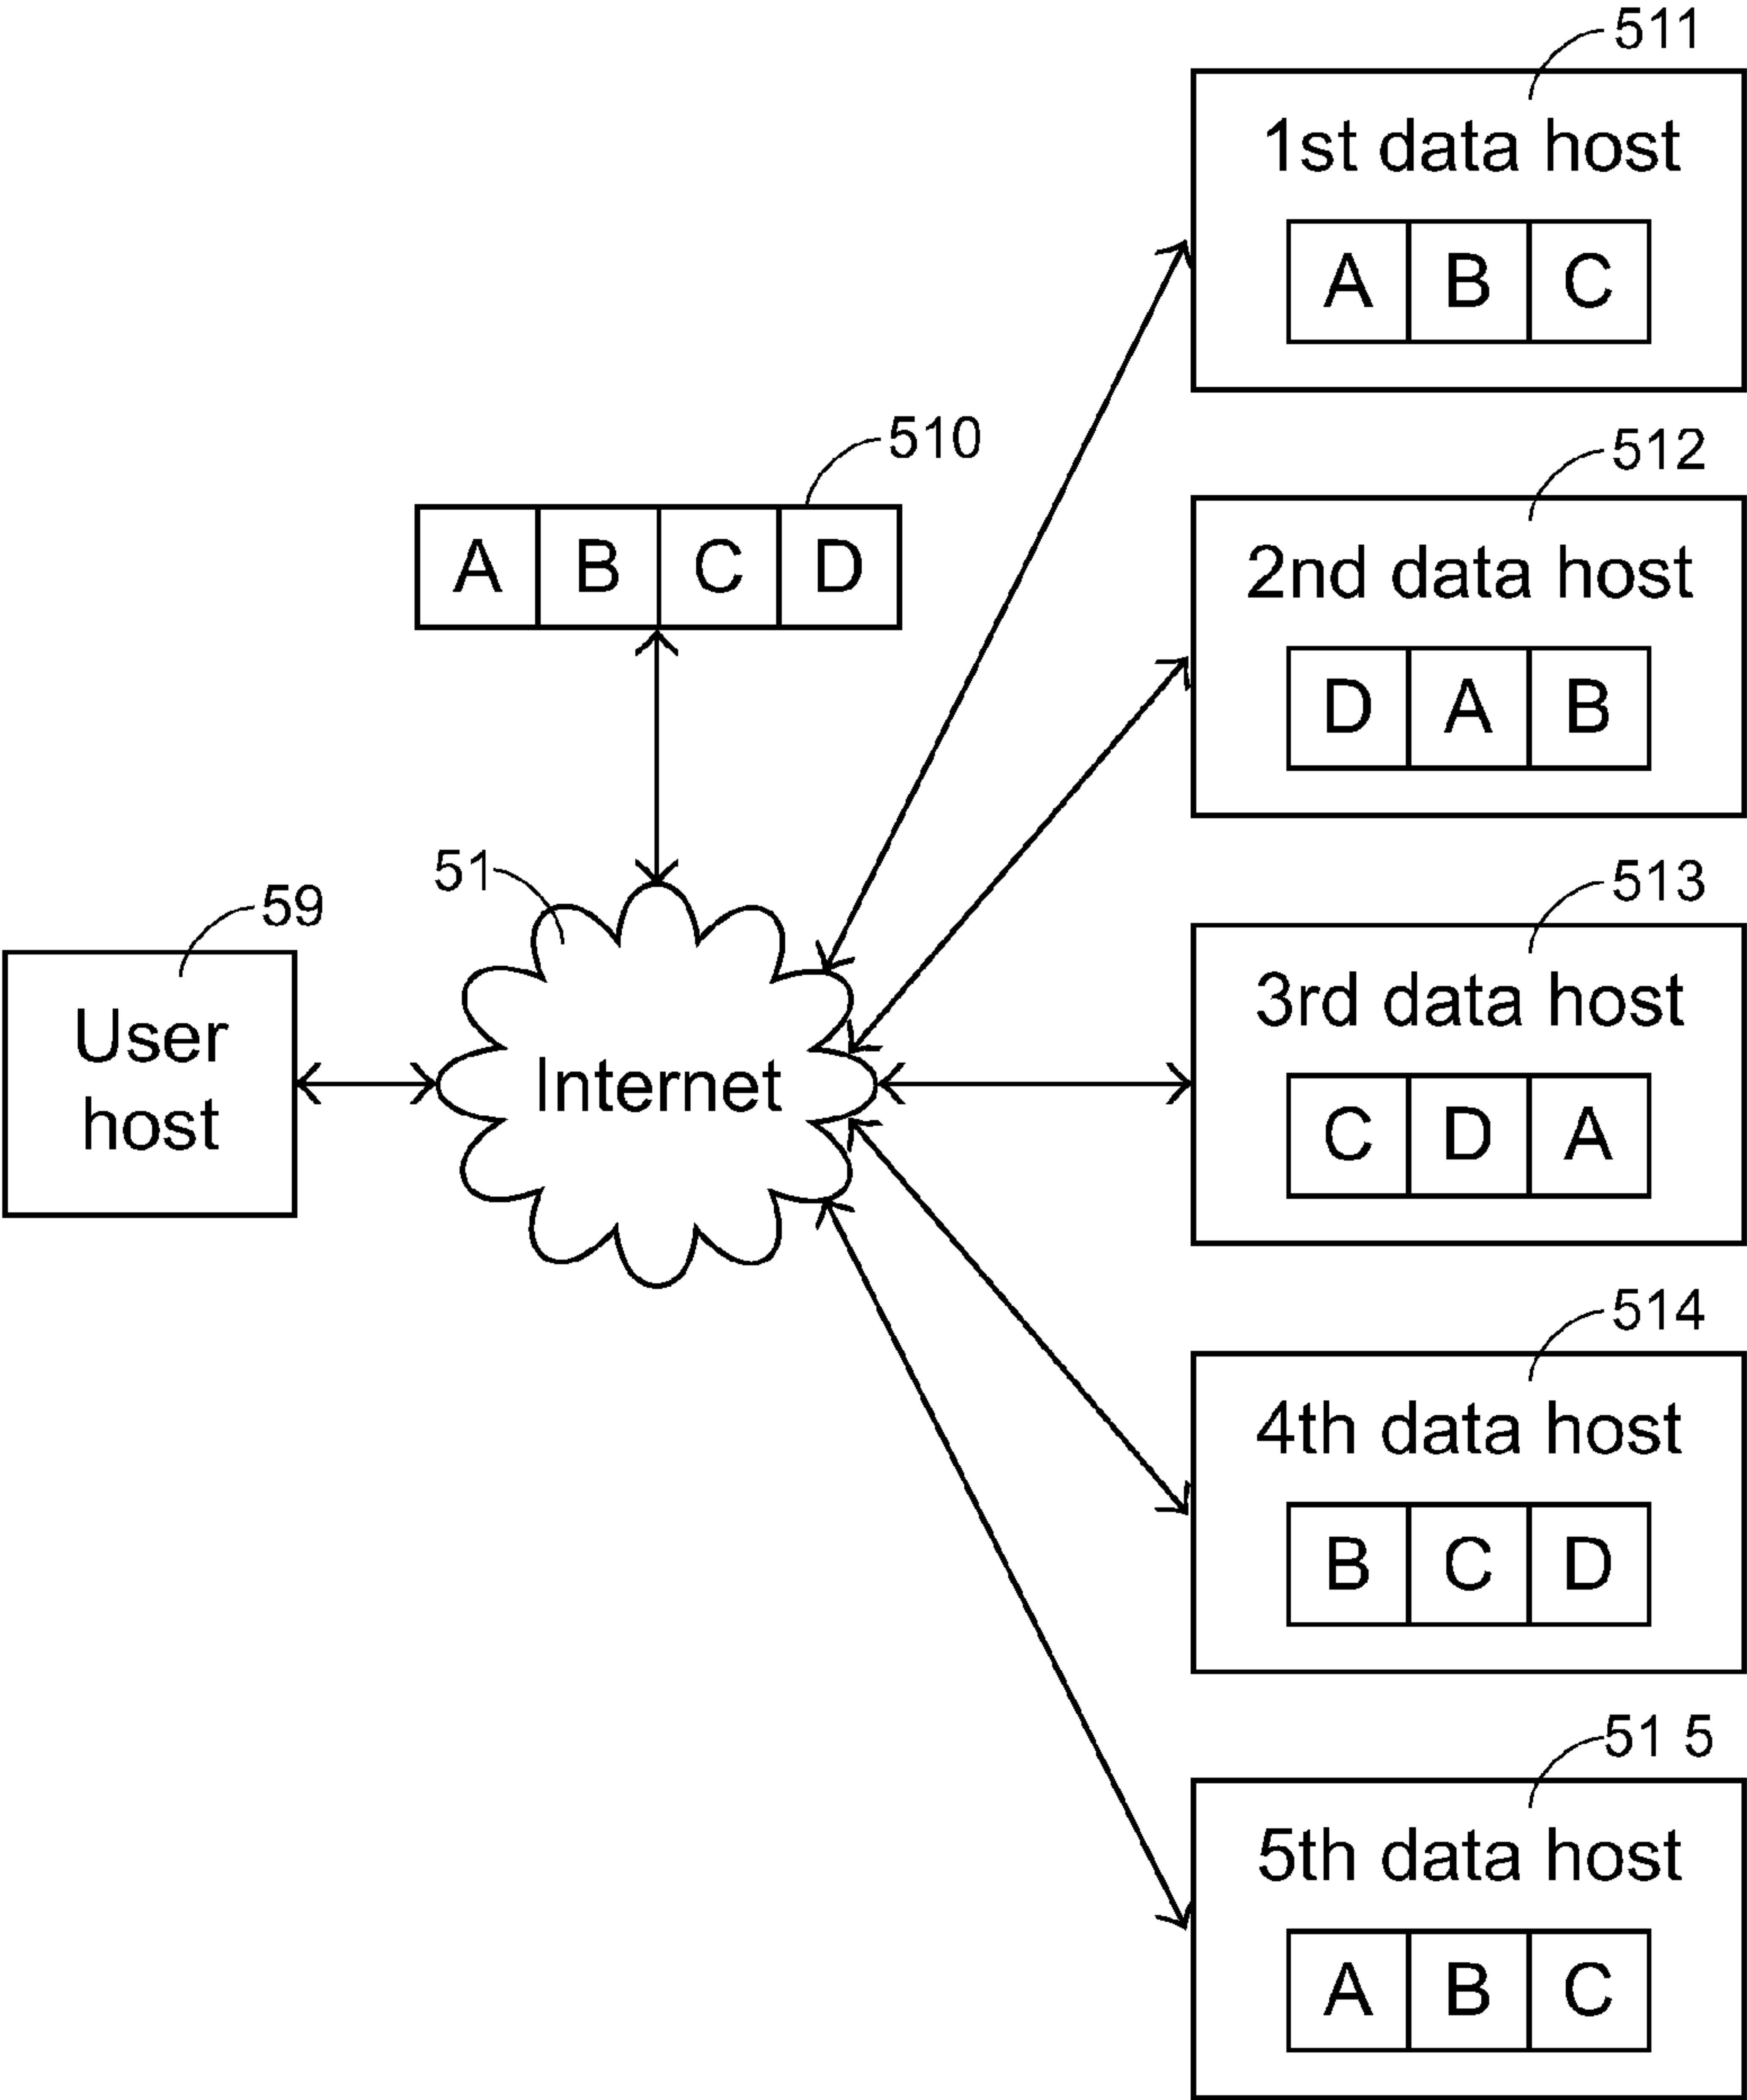 511
1st data host
A B C
510
A B C D
512
2nd data host
D A B
51
59
User
host
Internet
513
3rd data host
C D A
514
4th data host
B C D
51 5
5th data host
A B C